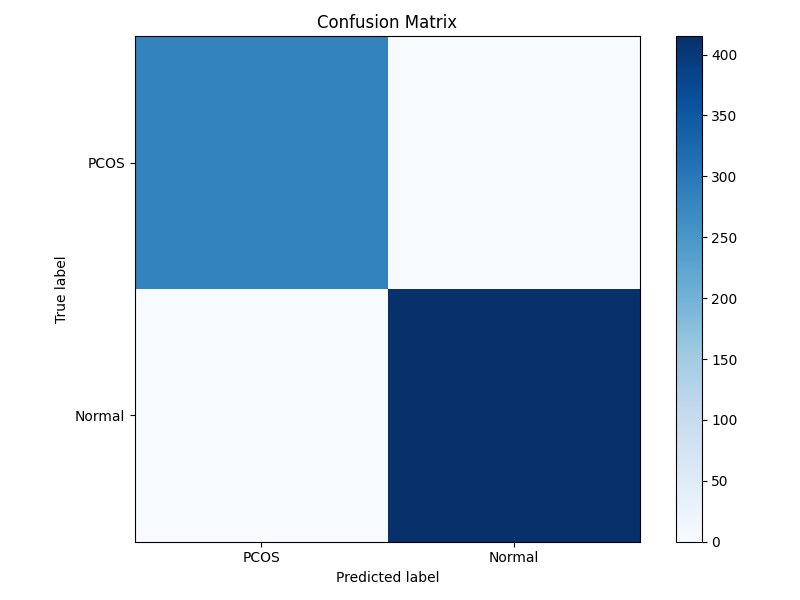 Confusion Matrix
PCOS
Normal
True label
PCOS
Normal
Predicted label
400
350
300
250
200
150
100
50
0